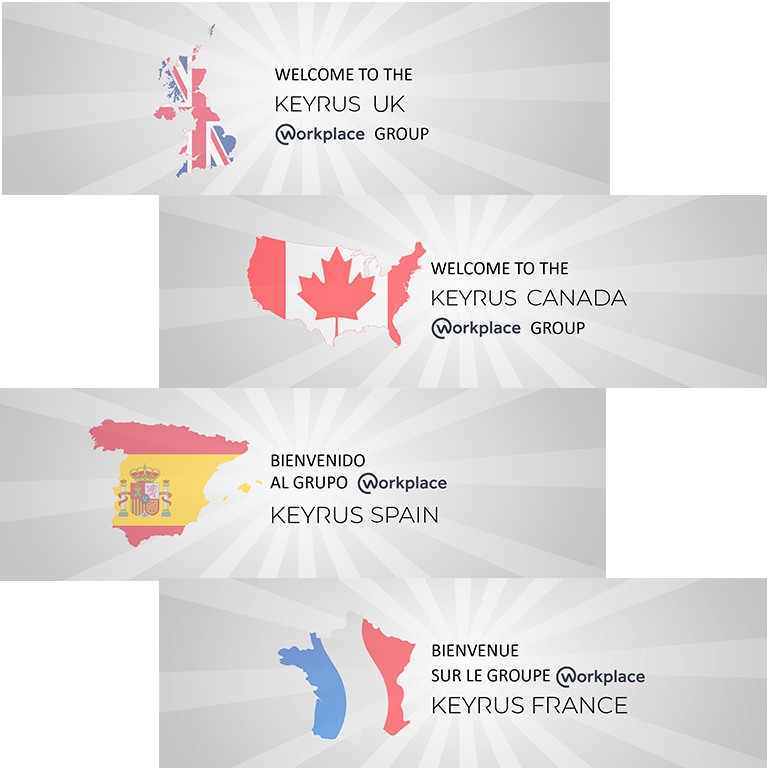 WELCOME TO THE
KEYRUS UK
Workplace GROUP
WELCOME TO THE
KEYRUS CANADA
Workplace GROUP
BIENVENIDO
AL GRUPO Workplace
KEYRUS SPAIN
BIENVENUE
SUR LE GROUPE Workplace
KEYRUS FRANCE